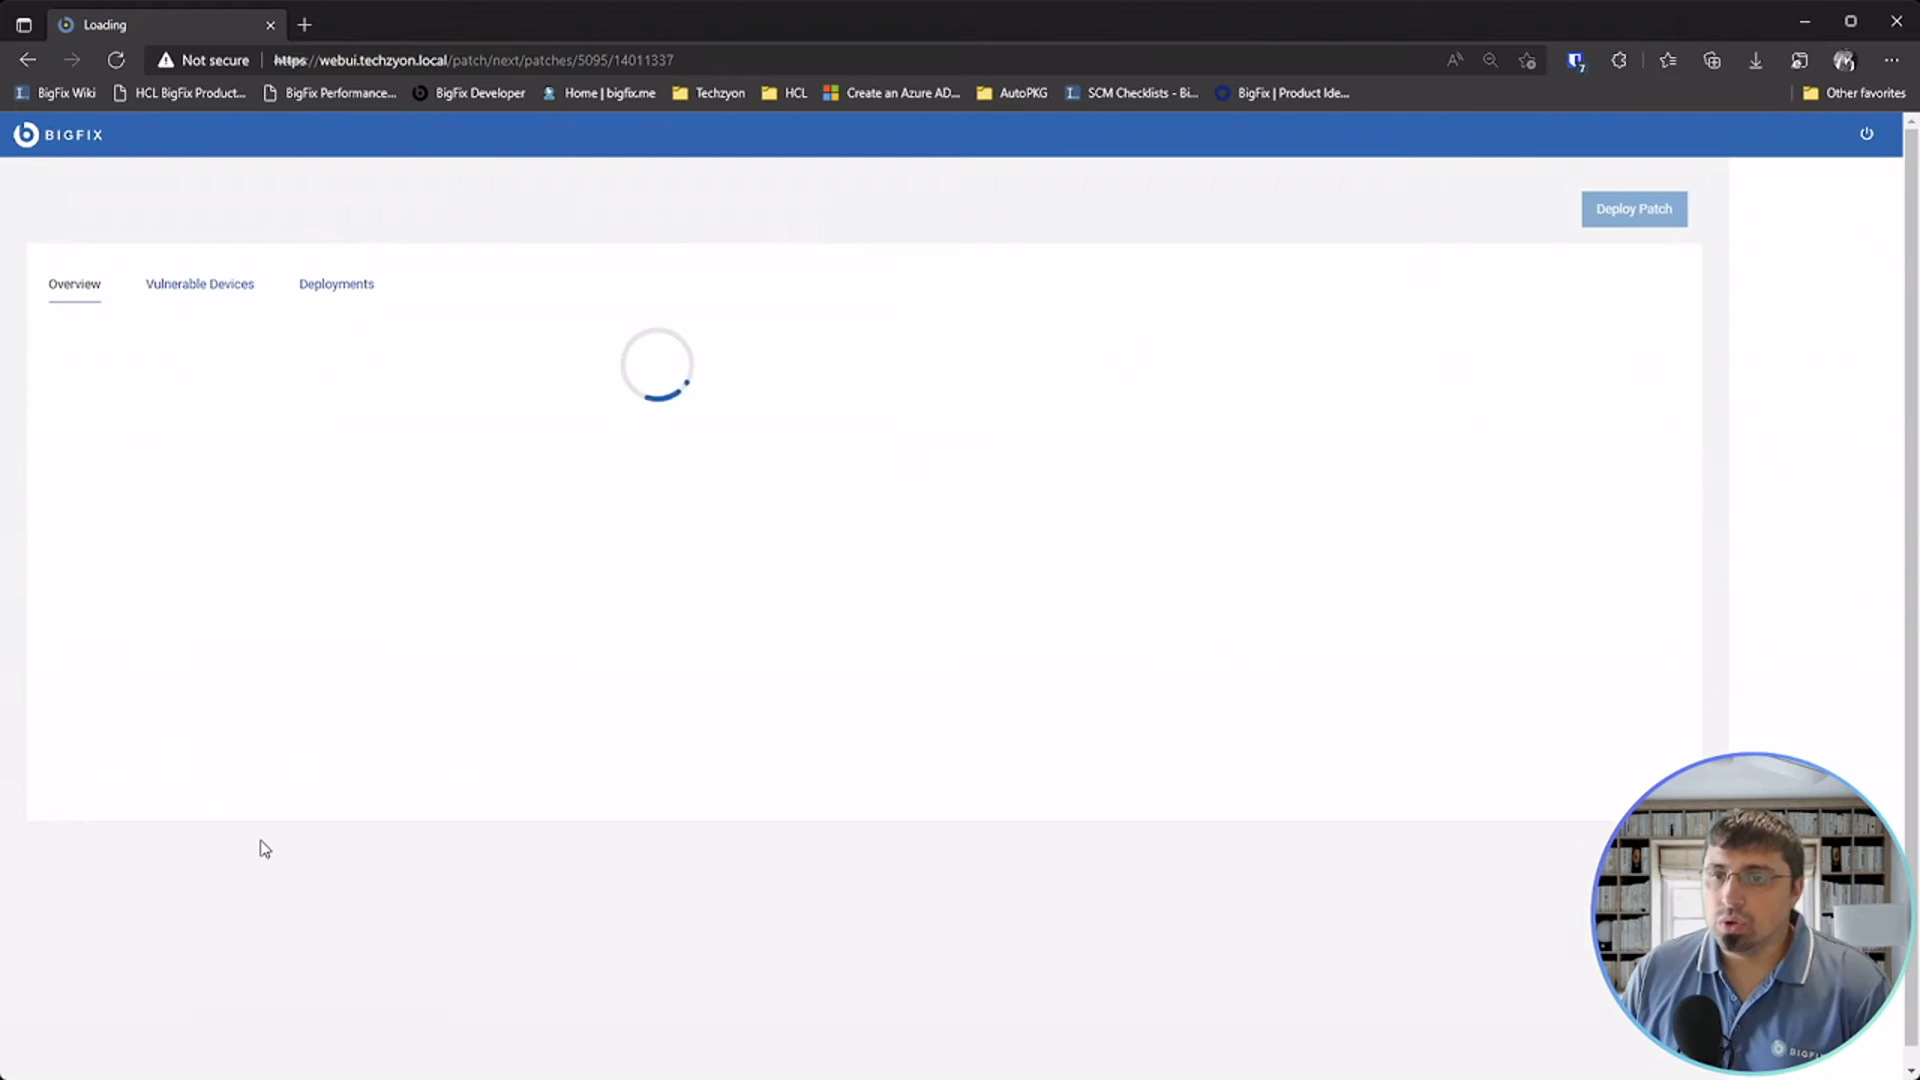 Loading
Not secure
https://webui.techzyon.local/patch/next/patches/5095/14011337
BigFix Wiki
HCL BigFix Product...
BigFix Performance...
BigFix Developer
Home | bigfix.me
Techzyon
HCL
Create an Azure AD...
AutoPKG
SCM Checklists - Bi...
BigFix | Product Ide...
Other favorites
BIGFIX
Deploy Patch
Overview
Vulnerable Devices
Deployments